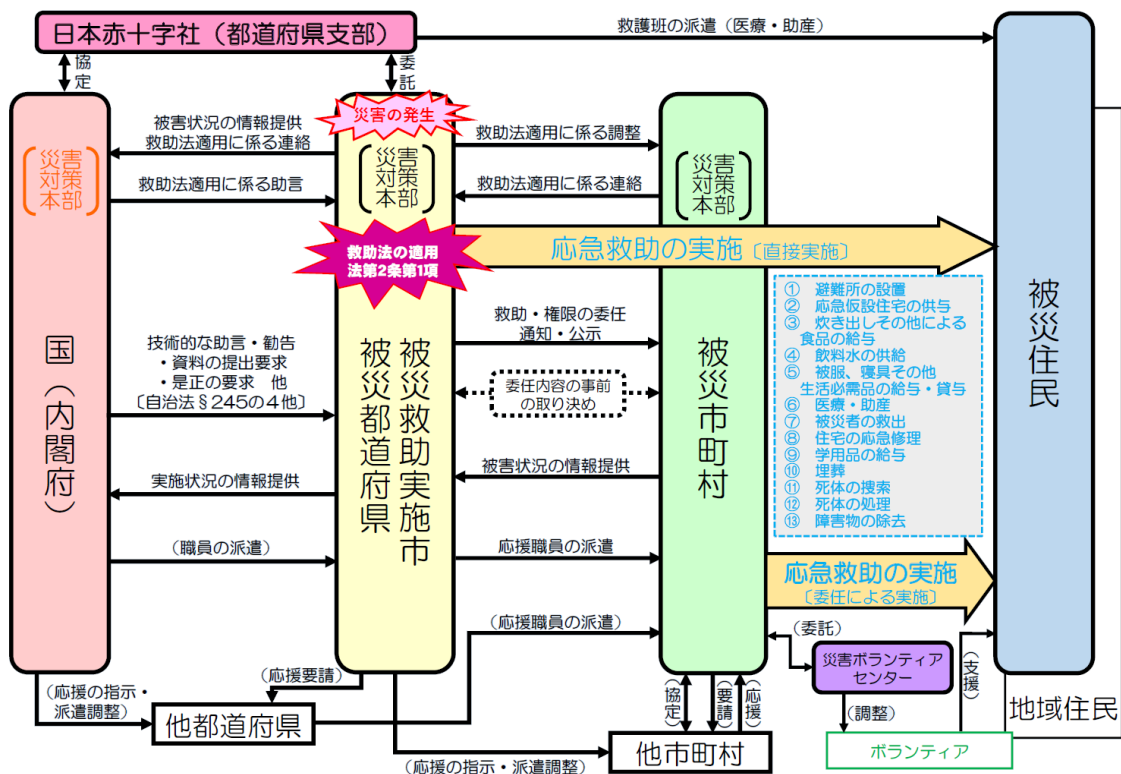 日本赤十字社（都道府県支部）
救護班の派遣（医療・助産）
協定
委託
災害の発生
被害状況の情報提供
救助法適用に係る連絡
救助法適用に係る調整
災害対策本部
災害対策本部
災害対策本部
救助法適用に係る助言
救助法適用に係る連絡
救助法の適用
法第2条第1項
応急救助の実施〔直接実施〕
国（内閣府）
被災救助実施市
被災都道府県
被災市町村
被災住民
① 避難所の設置
② 応急仮設住宅の供与
③ 炊き出しその他による
食品の給与
④ 飲料水の供給
⑤ 被服、寝具その他
生活必需品の給与・貸与
⑥ 医療・助産
⑦ 被災者の救出
⑧ 住宅の応急修理
⑨ 学用品の給与
⑩ 埋葬
⑪ 死体の捜索
⑫ 死体の処理
⑬ 障害物の除去
救助・権限の委任
通知・公示
技術的な助言・勧告
・資料の提出要求
・是正の要求 他
〔自治法§245の4他〕
委任内容の事前
の取り決め
被害状況の情報提供
実施状況の情報提供
（職員の派遣）
応援職員の派遣
応急救助の実施
〔委任による実施〕
（応援職員の派遣）
（委託）
災害ボランティア
センター
（支援）
（応援要請）
（応援の指示・
派遣調整）
他都道府県
（協定）
（要請）
（応援）
（調整）
地域住民
他市町村
ボランティア
（応援の指示・派遣調整）